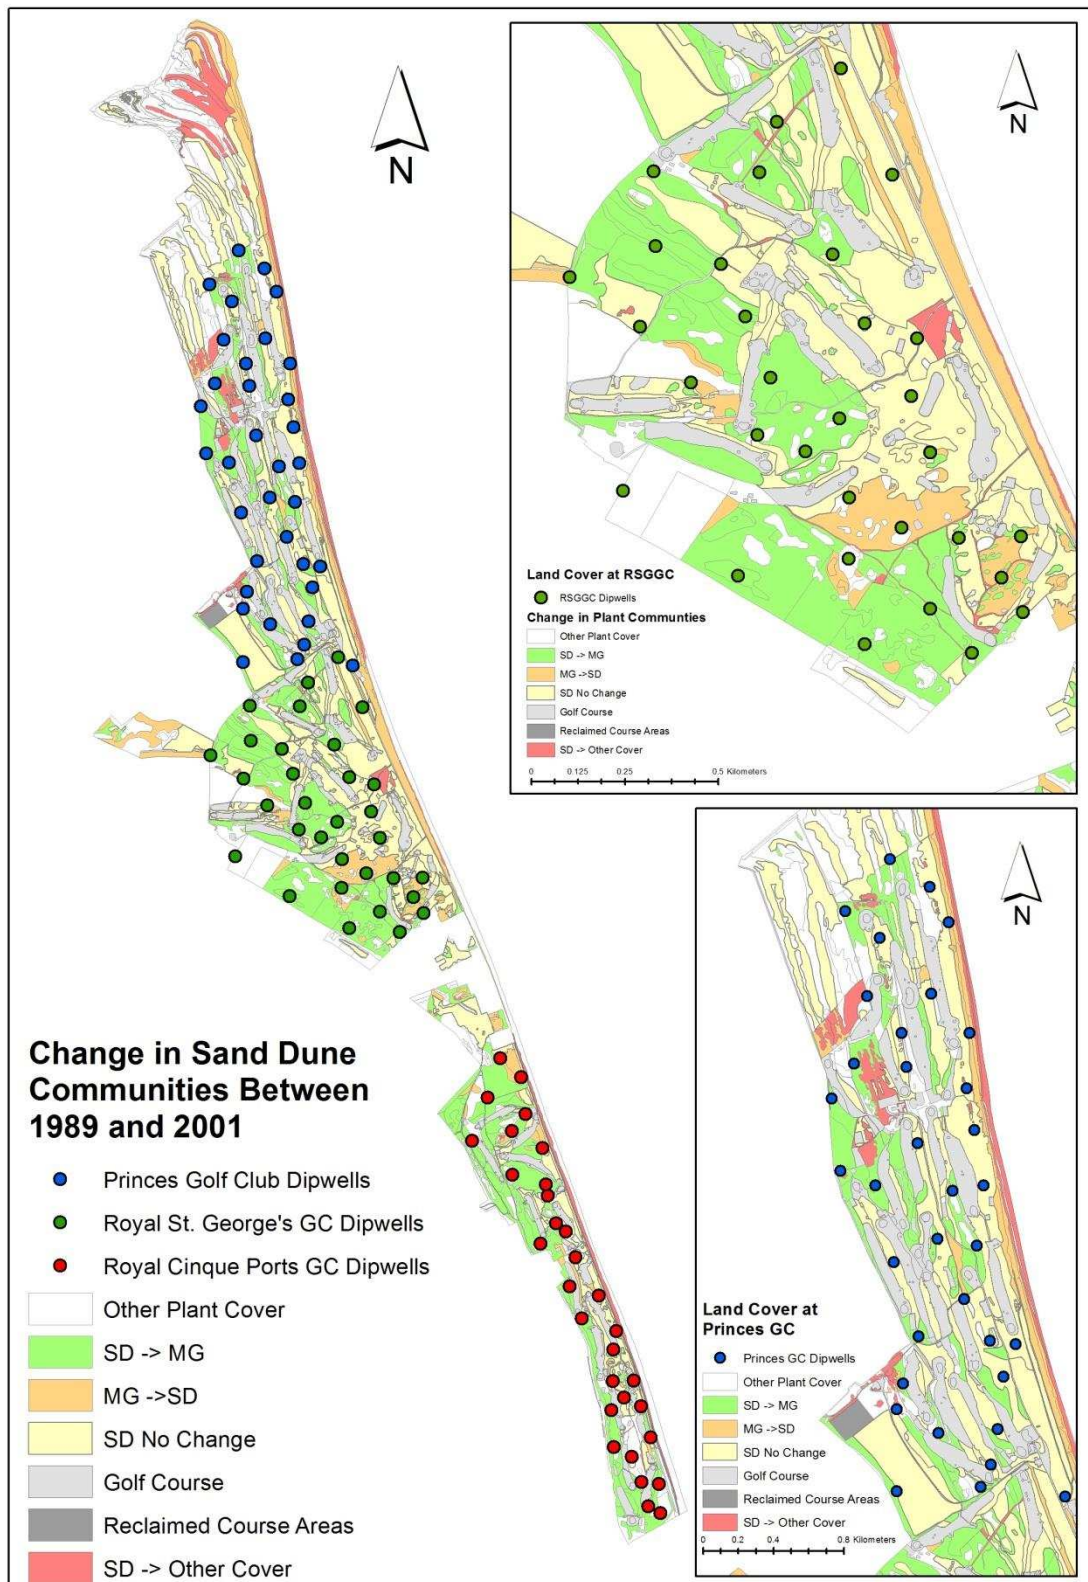 N
Change in Sand Dune
Communities Between
1989 and 2001
Princes Golf Club Dipwells
Royal St. George's GC Dipwells
Royal Cinque Ports GC Dipwells
Other Plant Cover
SD -> MG
MG ->SD
SD No Change
Golf Course
Reclaimed Course Areas
SD -> Other Cover
N
Land Cover at RSGGC
RSGGC Dipwells
Change in Plant Communties
Other Plant Cover
SD -> MG
MG ->SD
SD No Change
Golf Course
Reclaimed Course Areas
SD -> Other Cover
0 0.125 0.25 0.5 Kilometers
N
Land Cover at
Princes GC
Princes GC Dipwells
Other Plant Cover
SD -> MG
MG ->SD
SD No Change
Golf Course
Reclaimed Course Areas
SD -> Other Cover
0 0.2 0.4 0.8 Kilometers